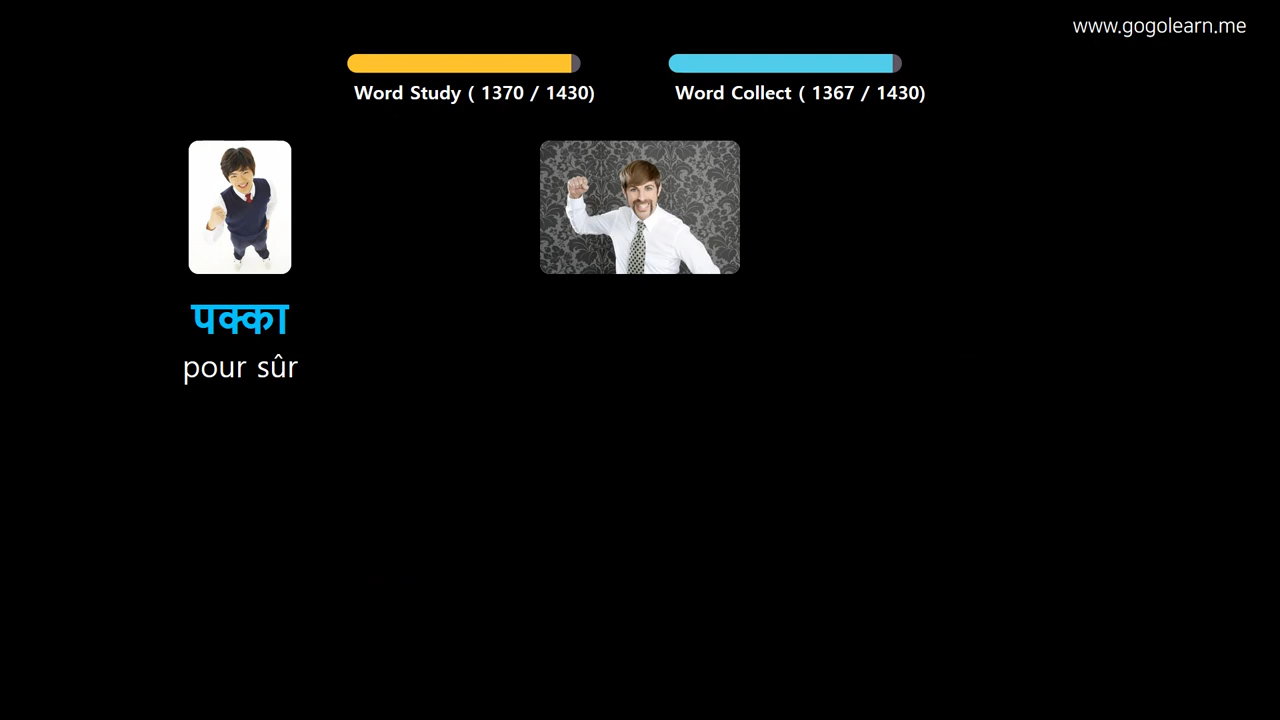 www.gogolearn.me
Word Study ( 1370 / 1430)
Word Collect ( 1367 / 1430)
पक्का
pour sûr